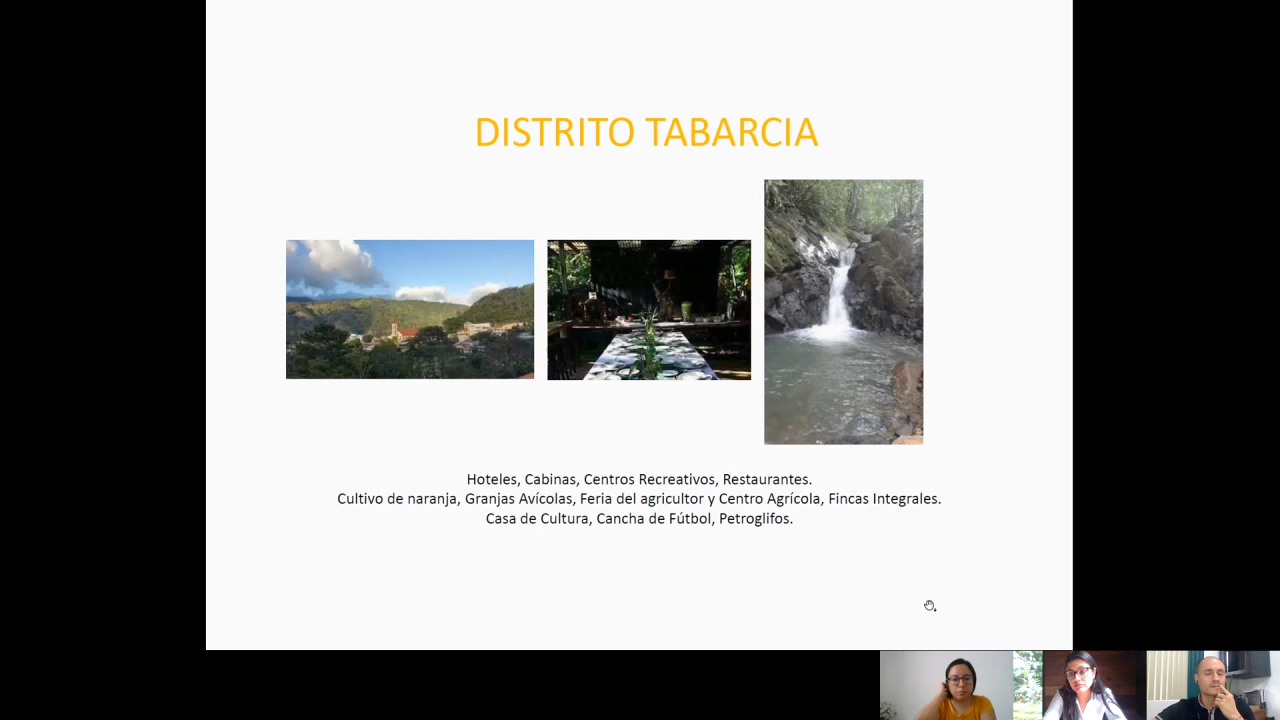 DISTRITO TABARCIA
Hoteles, Cabinas, Centros Recreativos, Restaurantes.
Cultivo de naranja, Granjas Avícolas, Feria del agricultor y Centro Agrícola, Fincas Integrales.
Casa de Cultura, Cancha de Fútbol, Petroglifos.